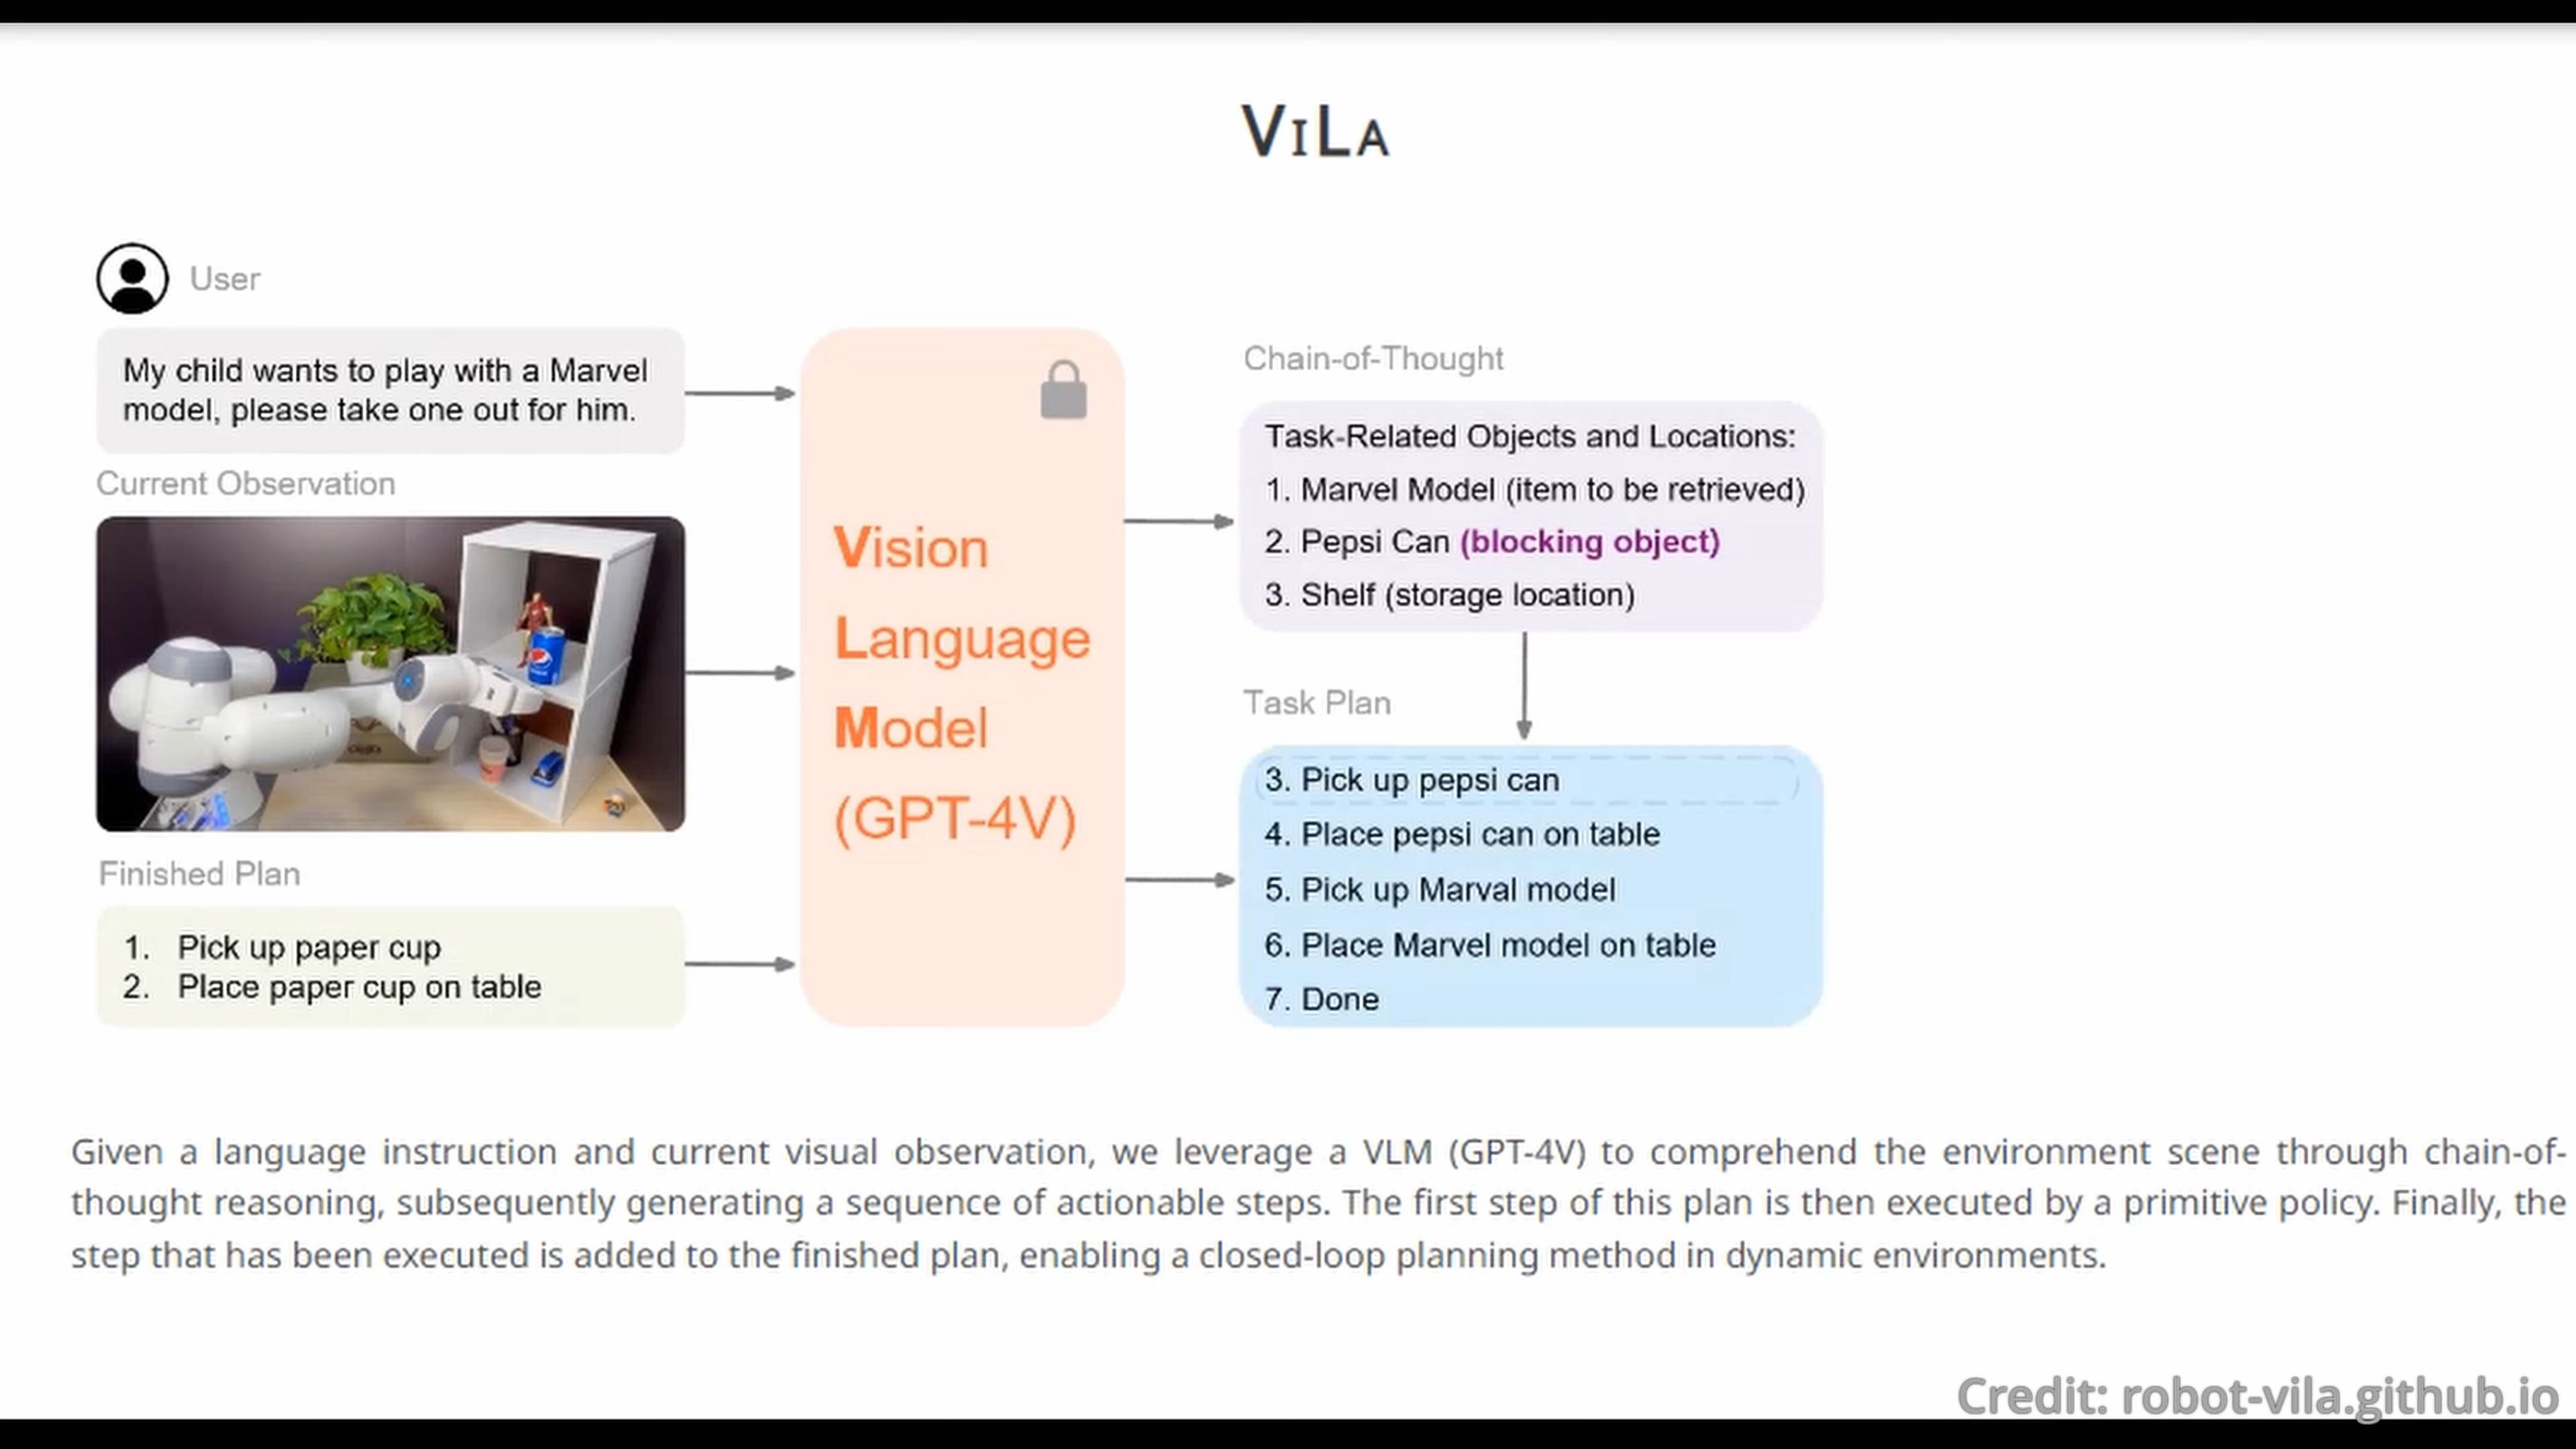 VILA
User
My child wants to play with a Marvel
model, please take one out for him.
Current Observation
Finished Plan
1. Pick up paper cup
2. Place paper cup on table
Vision
Language
Model
(GPT-4V)
Chain-of-Thought
Task-Related Objects and Locations:
1. Marvel Model (item to be retrieved)
2. Pepsi Can (blocking object)
3. Shelf (storage location)
Task Plan
3. Pick up pepsi can
4. Place pepsi can on table
5. Pick up Marval model
6. Place Marvel model on table
7. Done
Given a language instruction and current visual observation, we leverage a VLM (GPT-4V) to comprehend the environment scene through chain-of-
thought reasoning, subsequently generating a sequence of actionable steps. The first step of this plan is then executed by a primitive policy. Finally, the
step that has been executed is added to the finished plan, enabling a closed-loop planning method in dynamic environments.
Credit: robot-vila.github.io